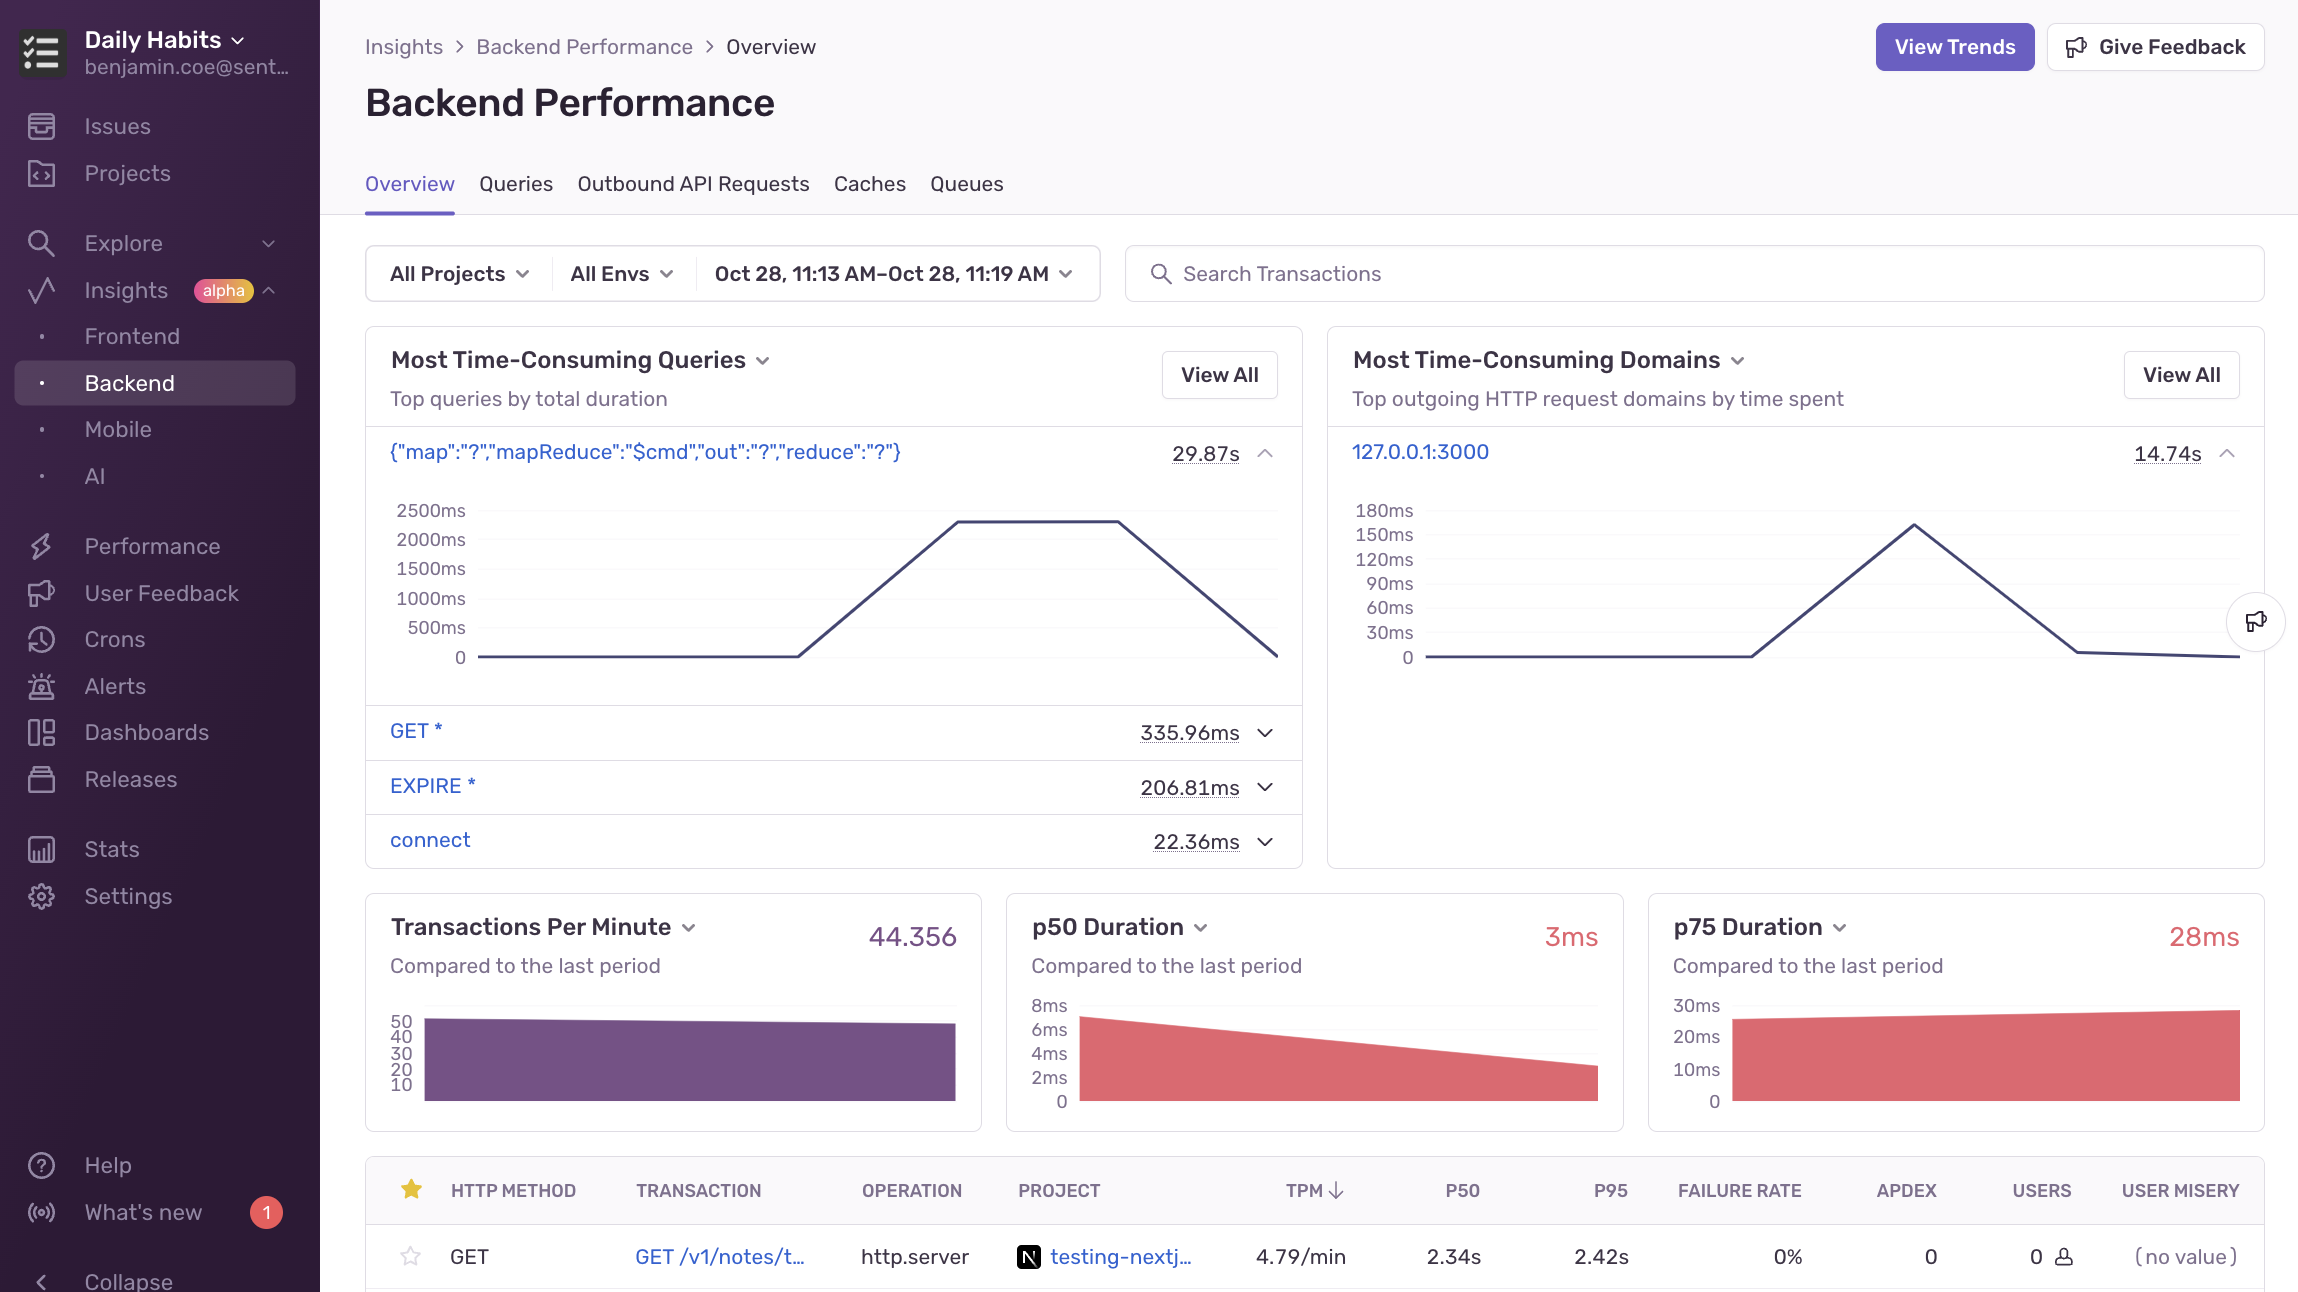 Daily Habits
benjamin.coe@sent...
Issues
Projects
Explore
Insights alpha
Frontend
Backend
Mobile
AI
Performance
User Feedback
Crons
Alerts
Dashboards
Releases
Stats
Settings
Help
What's new 1
Collapse
Insights > Backend Performance > Overview
View Trends
Give Feedback
Backend Performance
Overview Queries Outbound API Requests Caches Queues
All Projects All Envs Oct 28, 11:13 AM–Oct 28, 11:19 AM
Search Transactions
Most Time-Consuming Queries
Top queries by total duration
View All
{"map":"?","mapReduce":"$cmd","out":"?","reduce":"?"} 29.87s
2500ms
2000ms
1500ms
1000ms
500ms
0
GET * 335.96ms
EXPIRE * 206.81ms
connect 22.36ms
Most Time-Consuming Domains
Top outgoing HTTP request domains by time spent
View All
127.0.0.1:3000 14.74s
180ms
150ms
120ms
90ms
60ms
30ms
0
Transactions Per Minute 44.356
Compared to the last period
50
40
30
20
10
p50 Duration 3ms
Compared to the last period
8ms
6ms
4ms
2ms
0
p75 Duration 28ms
Compared to the last period
30ms
20ms
10ms
0
HTTP METHOD TRANSACTION OPERATION PROJECT TPM P50 P95 FAILURE RATE APDEX USERS USER MISERY
GET GET /v1/notes/t... http.server N testing-nextj... 4.79/min 2.34s 2.42s 0% 0 0 (no value)